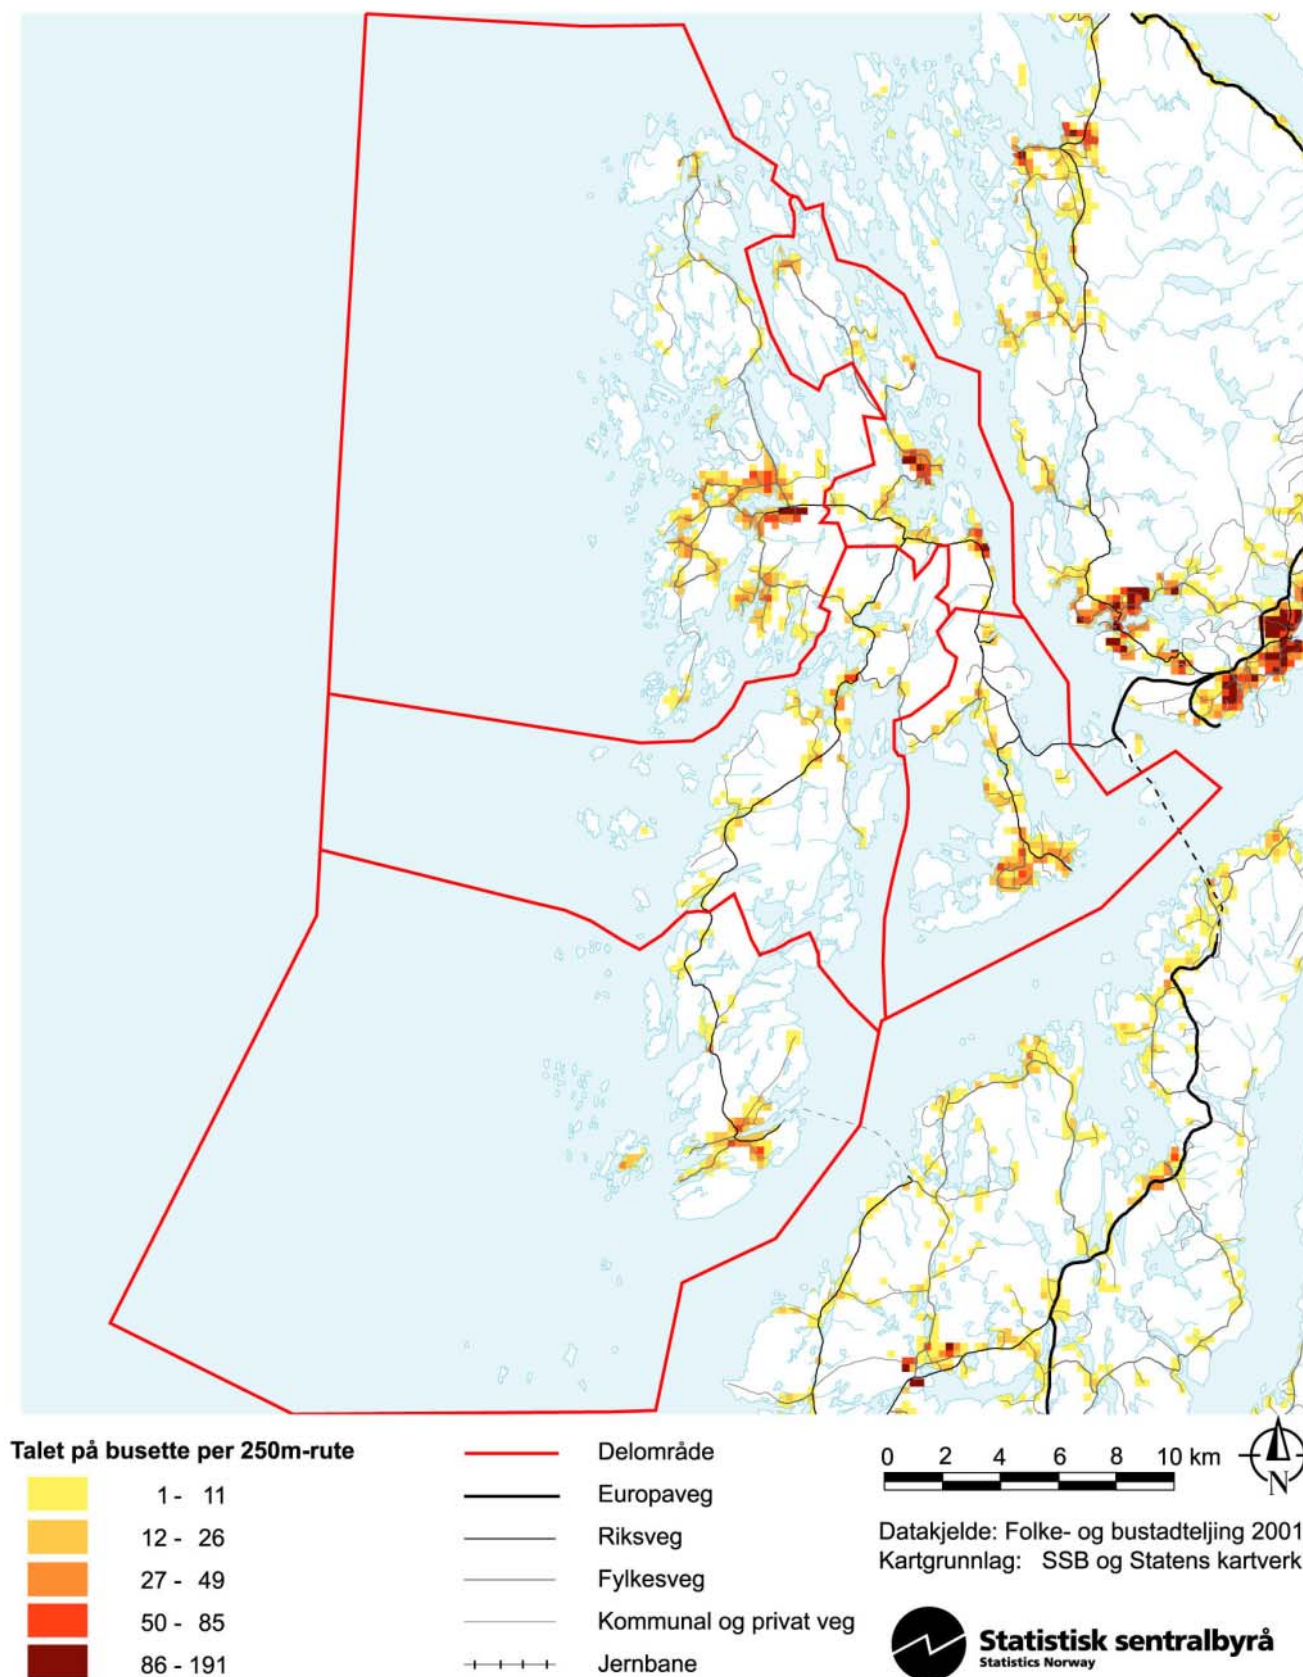 Talet på busette per 250m-rute
1 - 11
12 - 26
27 - 49
50 - 85
86 - 191
Delområde
Europaveg
Riksveg
Fylkesveg
Kommunal og privat veg
Jernbane
0 2 4 6 8 10 km
N
Datakjelde: Folke- og bustadteljing 2001
Kartgrunnlag: SSB og Statens kartverk
Statistisk sentralbyrå
Statistics Norway